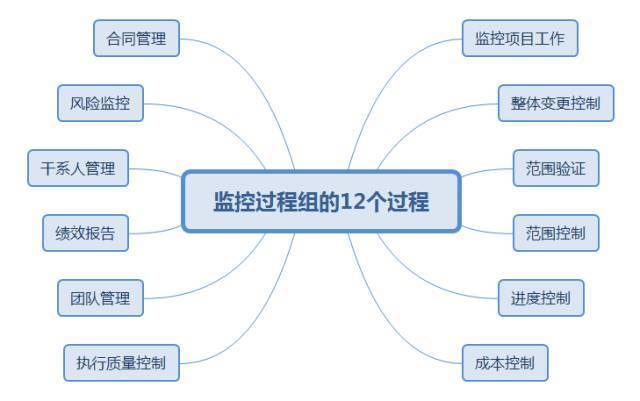 合同管理
监控项目工作
风险监控
整体变更控制
干系人管理
范围验证
监控过程组的12个过程
绩效报告
范围控制
团队管理
进度控制
执行质量控制
成本控制